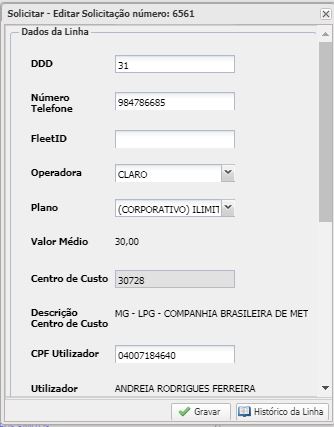 Solicitar - Editar Solicitação número: 6561
Dados da Linha
DDD 31
Número Telefone 984786685
FleetID
Operadora CLARO
Plano (CORPORATIVO) ILIMIT
Valor Médio 30,00
Centro de Custo 30728
Descrição Centro de Custo MG - LPG - COMPANHIA BRASILEIRA DE MET
CPF Utilizador 04007184640
Utilizador ANDREIA RODRIGUES FERREIRA
Gravar Histórico da Linha